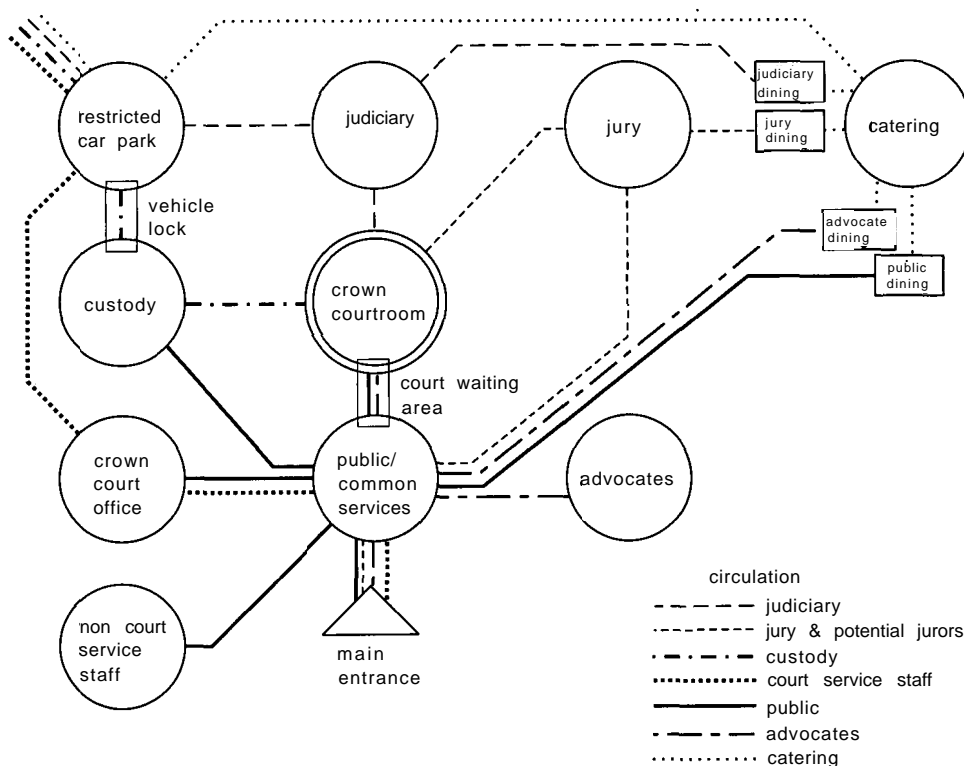 restricted
car park
judiciary
jury
judiciary
dining
jury
dining
catering
vehicle
lock
advocate
dining
public
dining
custody
crown
courtroom
court waiting
area
crown
court
office
public/
common
services
advocates
non court
service
staff
main
entrance
circulation
judiciary
jury & potential jurors
custody
court service staff
public
advocates
catering